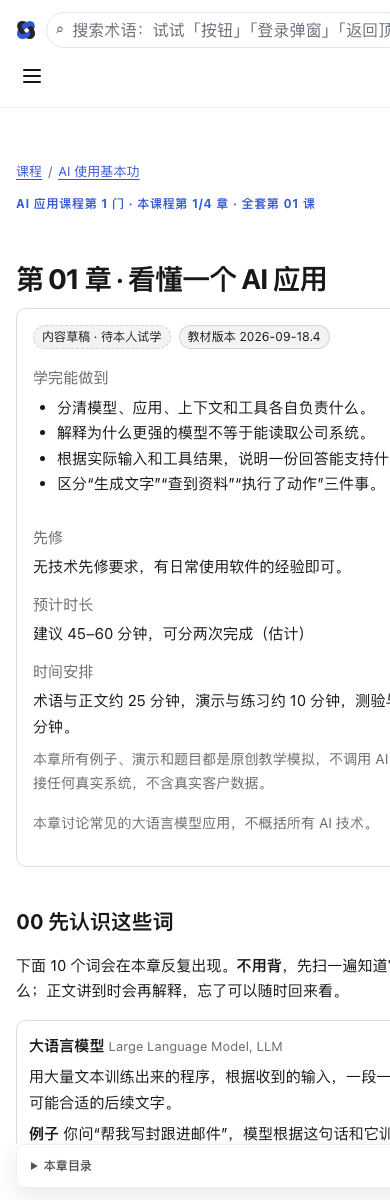 搜索术语：试试「按钮」「登录弹窗」「返回顶
课程 / AI 使用基本功
AI 应用课程第 1 门 · 本课程第 1/4 章 · 全套第 01 课
第 01 章 · 看懂一个 AI 应用
内容草稿 · 待本人试学 教材版本 2026-09-18.4
学完能做到
• 分清模型、应用、上下文和工具各自负责什么。
• 解释为什么更强的模型不等于能读取公司系统。
• 根据实际输入和工具结果，说明一份回答能支持什
• 区分“生成文字”“查到资料”“执行了动作”三件事。
先修
无技术先修要求，有日常使用软件的经验即可。
预计时长
建议 45–60 分钟，可分两次完成（估计）
时间安排
术语与正文约 25 分钟，演示与练习约 10 分钟，测验与
分钟。
本章所有例子、演示和题目都是原创教学模拟，不调用 AI
接任何真实系统，不含真实客户数据。
本章讨论常见的大语言模型应用，不概括所有 AI 技术。
00 先认识这些词
下面 10 个词会在本章反复出现。不用背，先扫一遍知道
么；正文讲到时会再解释，忘了可以随时回来看。
大语言模型 Large Language Model, LLM
用大量文本训练出来的程序，根据收到的输入，一段一
可能合适的后续文字。
例子 你问“帮我写封跟进邮件”，模型根据这句话和它训
▶ 本章目录